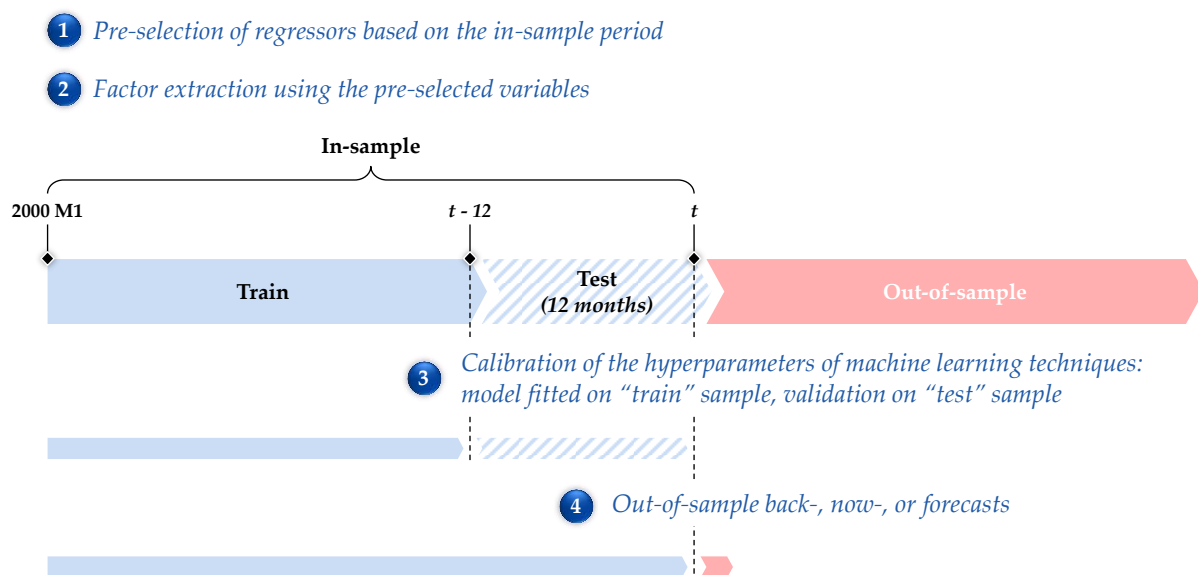 1 Pre-selection of regressors based on the in-sample period
2 Factor extraction using the pre-selected variables
In-sample
2000 M1 t - 12 t
Train
Test
(12 months)
Out-of-sample
3 Calibration of the hyperparameters of machine learning techniques:
model fitted on “train” sample, validation on “test” sample
4 Out-of-sample back-, now-, or forecasts